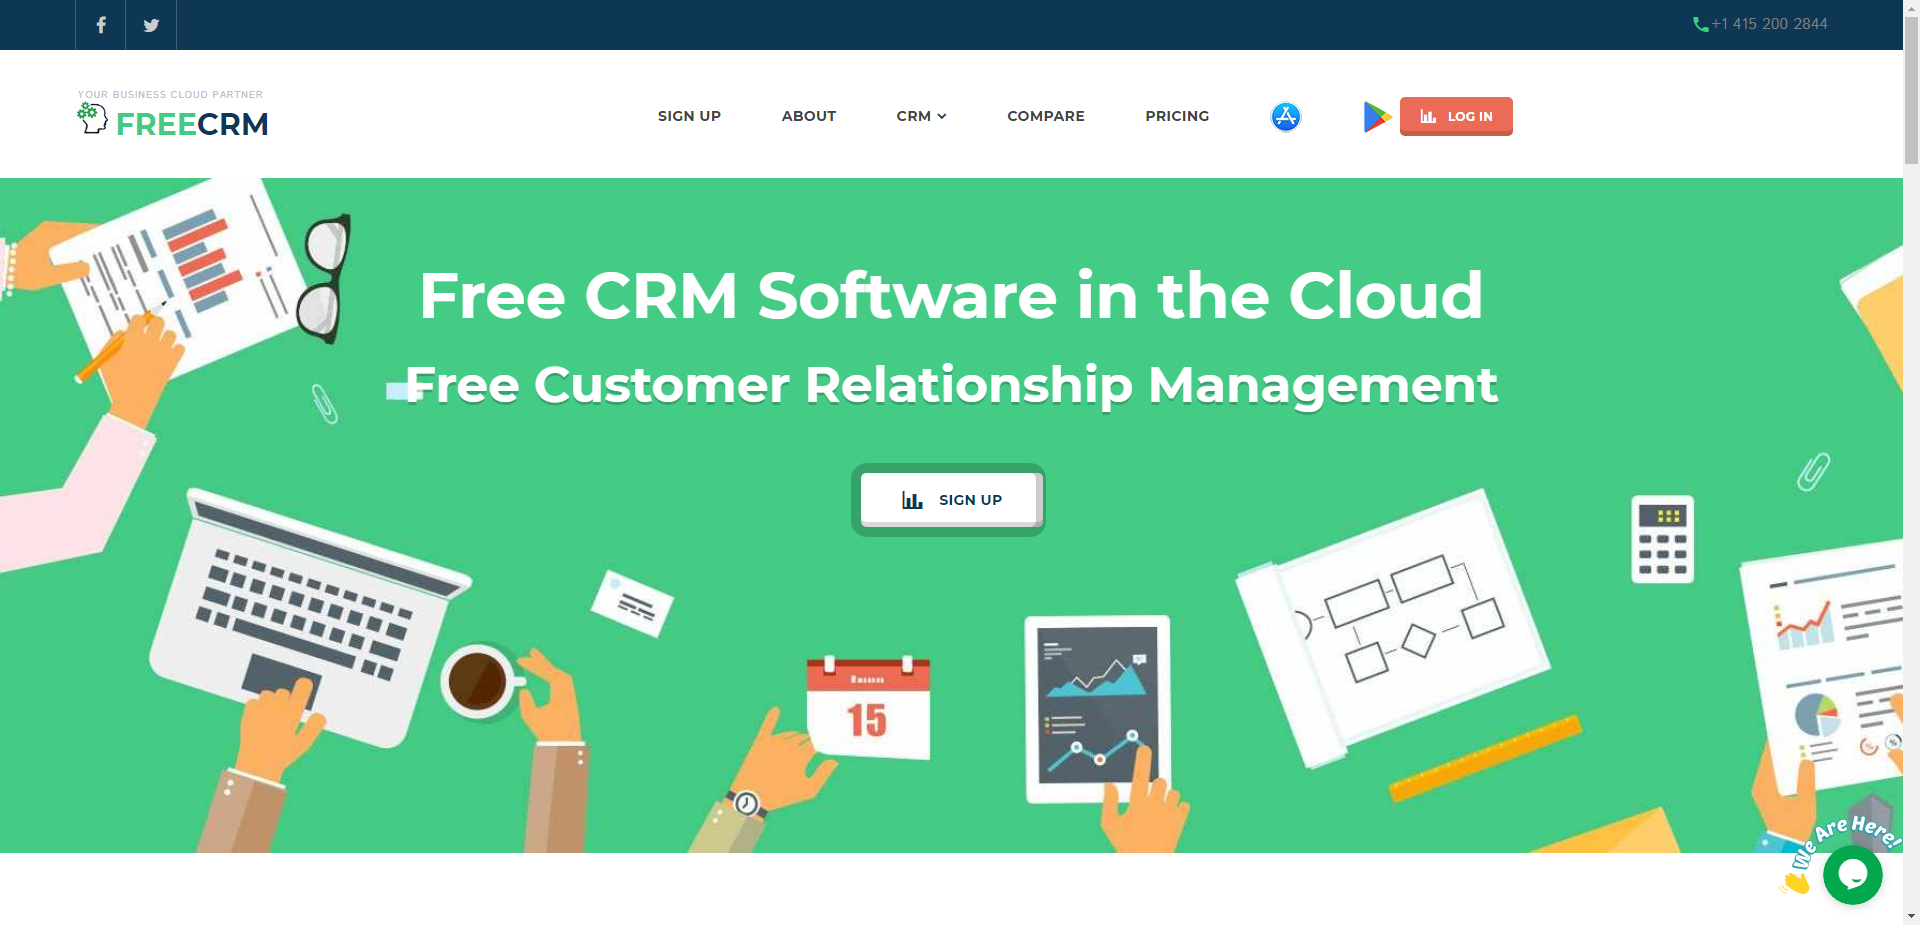 +1 415 200 2844
YOUR BUSINESS CLOUD PARTNER
FREECRM
SIGN UP
ABOUT
CRM
COMPARE
PRICING
LOG IN
Free CRM Software in the Cloud
Free Customer Relationship Management
SIGN UP
15
We Are Here!